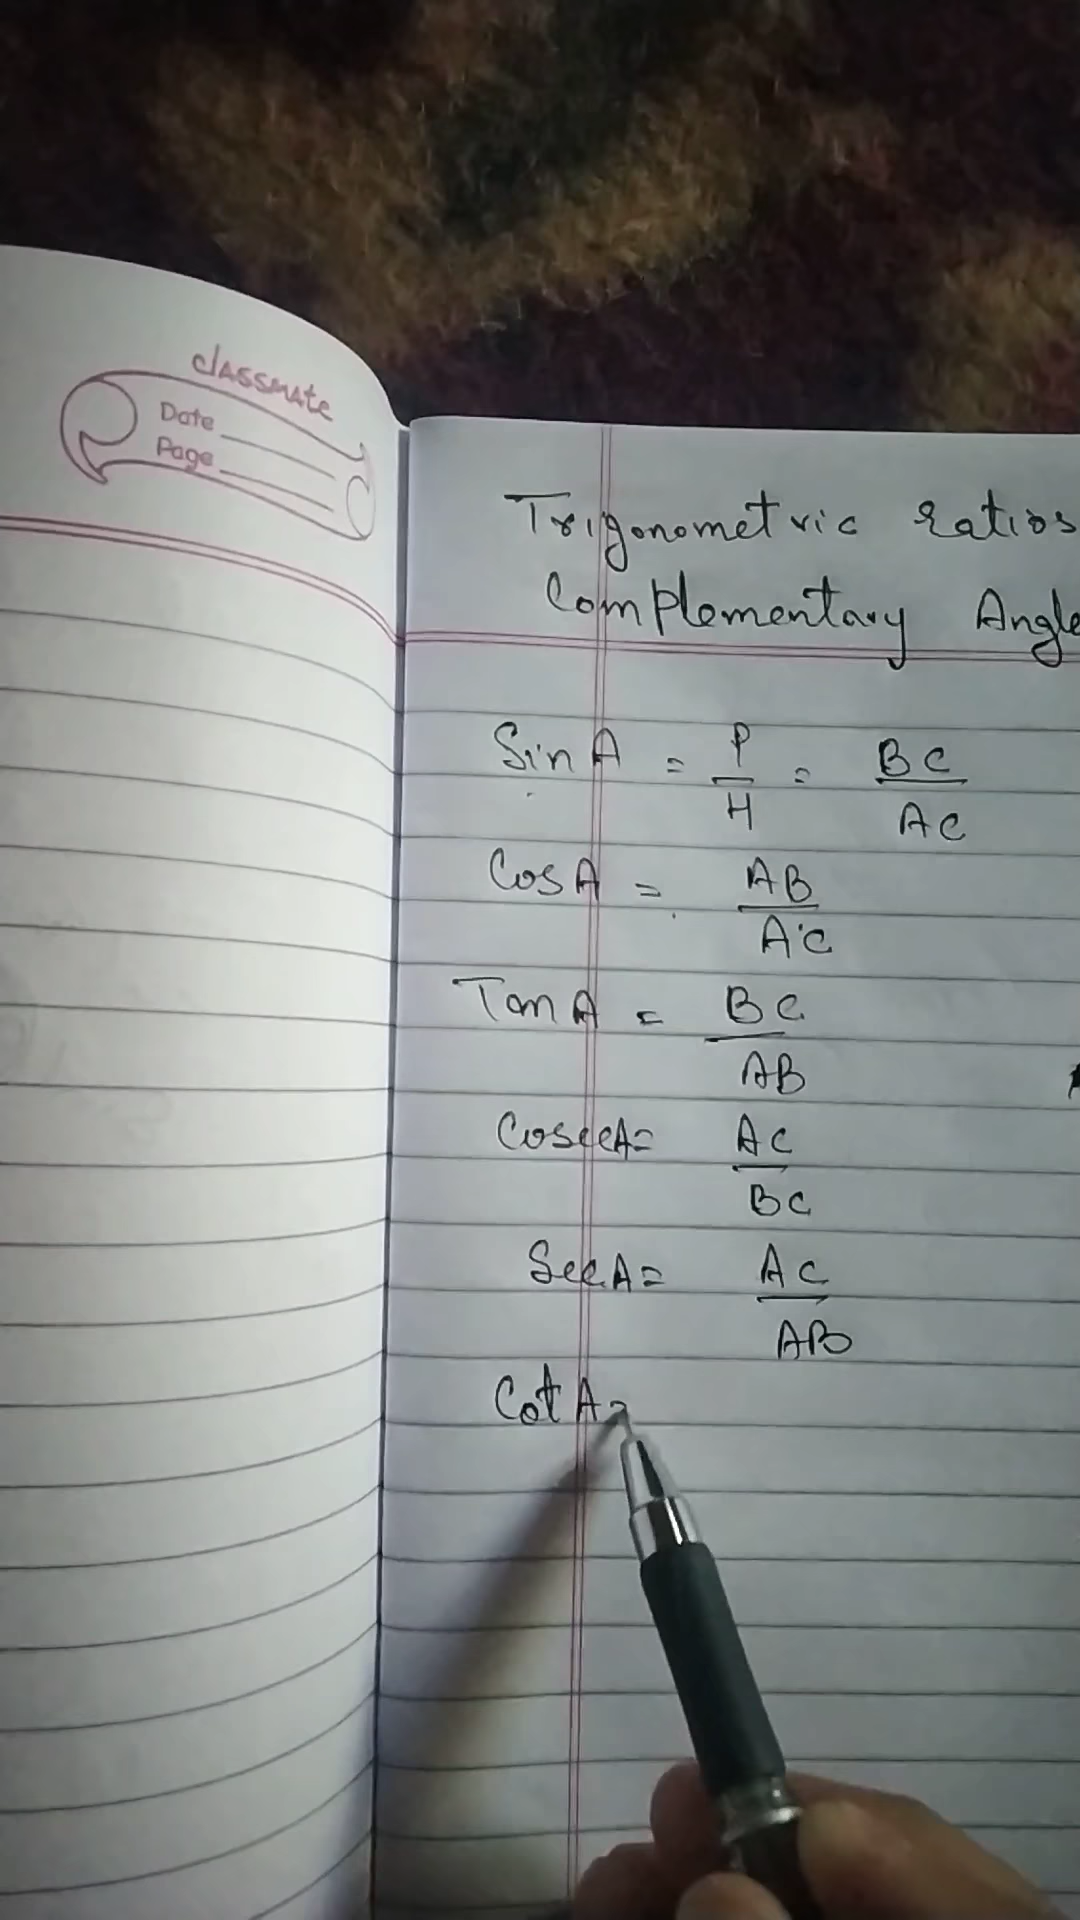 classmate
Date
Page
Trigonometric ratios
Complementary Angle
Sin A = P/H = BC/AC
Cos A = AB/AC
Tan A = BC/AB
Cosec A = AC/BC
Sec A = AC/AB
Cot A =